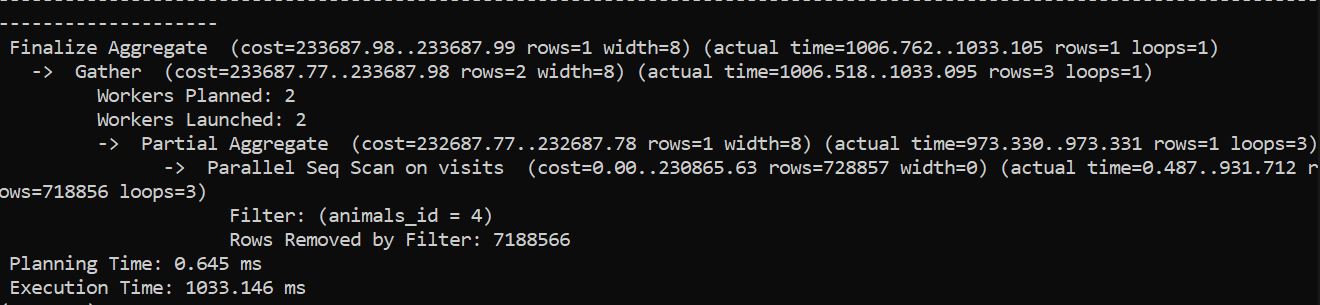 --------------------
Finalize Aggregate  (cost=233687.98..233687.99 rows=1 width=8) (actual time=1006.762..1033.105 rows=1 loops=1)
  ->  Gather  (cost=233687.77..233687.98 rows=2 width=8) (actual time=1006.518..1033.095 rows=3 loops=1)
        Workers Planned: 2
        Workers Launched: 2
        ->  Partial Aggregate  (cost=232687.77..232687.78 rows=1 width=8) (actual time=973.330..973.331 rows=1 loops=3)
              ->  Parallel Seq Scan on visits  (cost=0.00..230865.63 rows=728857 width=0) (actual time=0.487..931.712 r
ows=718856 loops=3)
                    Filter: (animals_id = 4)
                    Rows Removed by Filter: 7188566
Planning Time: 0.645 ms
Execution Time: 1033.146 ms